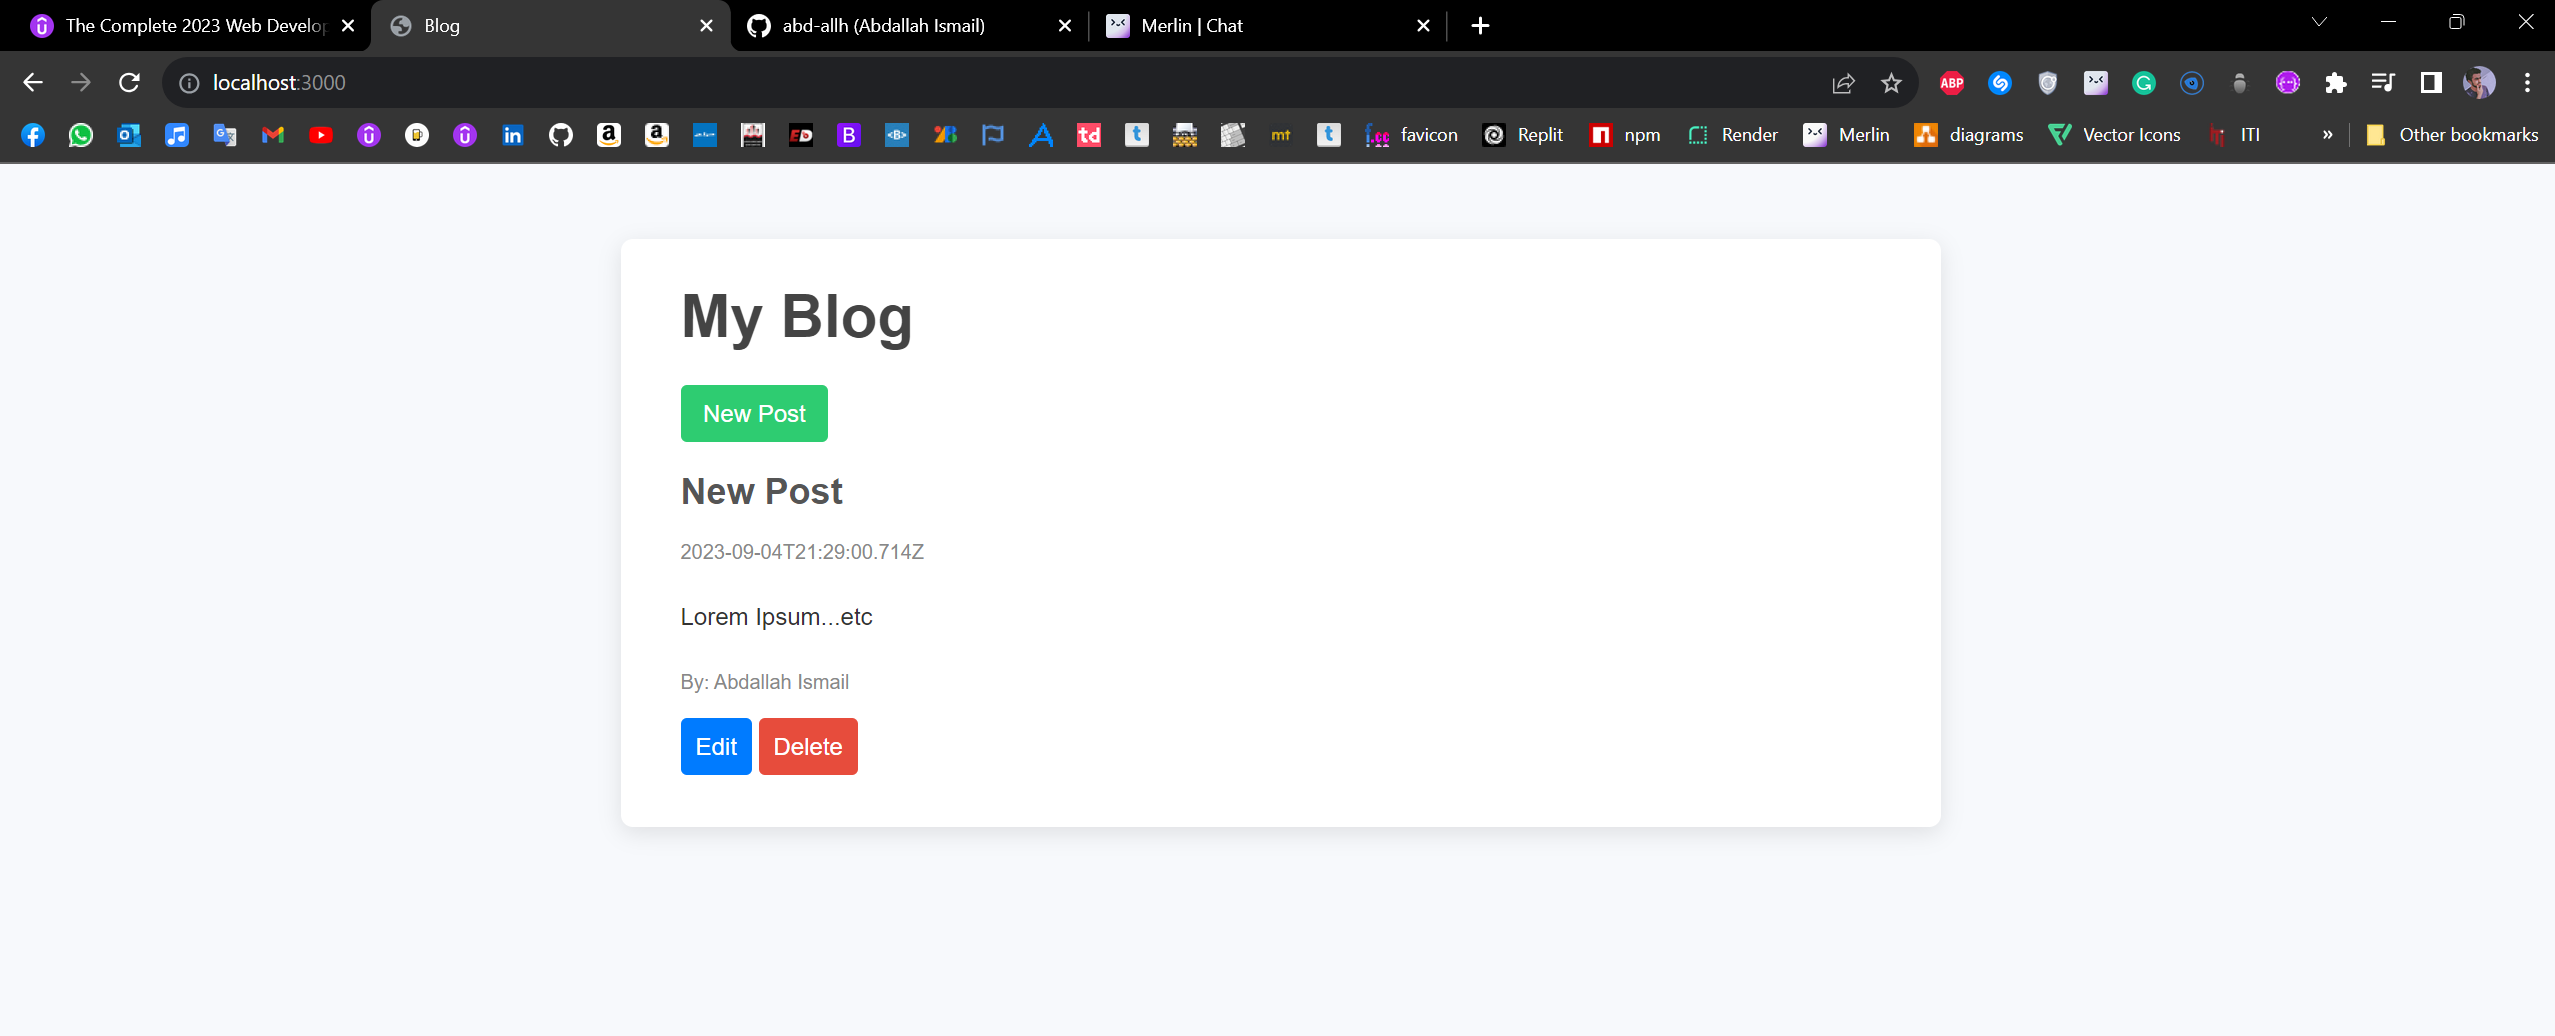 The Complete 2023 Web Develop
Blog
abd-allh (Abdallah Ismail)
Merlin | Chat
localhost:3000
ABP
favicon
Replit
npm
Render
Merlin
diagrams
Vector Icons
ITI
»
Other bookmarks
My Blog
New Post
New Post
2023-09-04T21:29:00.714Z
Lorem Ipsum...etc
By: Abdallah Ismail
Edit Delete